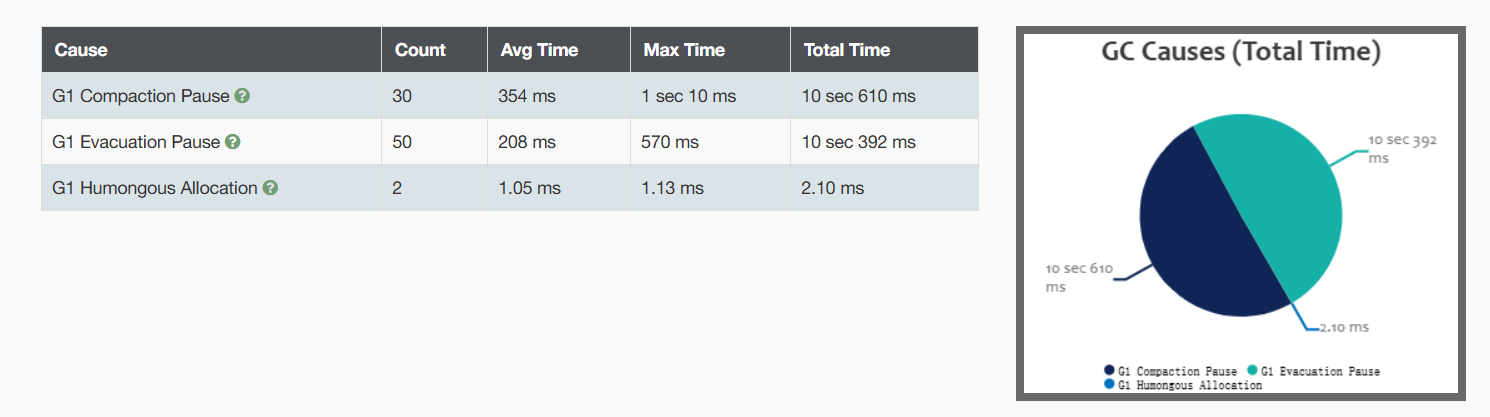 Cause Count Avg Time Max Time Total Time
G1 Compaction Pause ? 30 354 ms 1 sec 10 ms 10 sec 610 ms
G1 Evacuation Pause ? 50 208 ms 570 ms 10 sec 392 ms
G1 Humongous Allocation ? 2 1.05 ms 1.13 ms 2.10 ms
GC Causes (Total Time)
10 sec 392
ms
10 sec 610
ms
2.10 ms
G1 Compaction Pause G1 Evacuation Pause
G1 Humongous Allocation